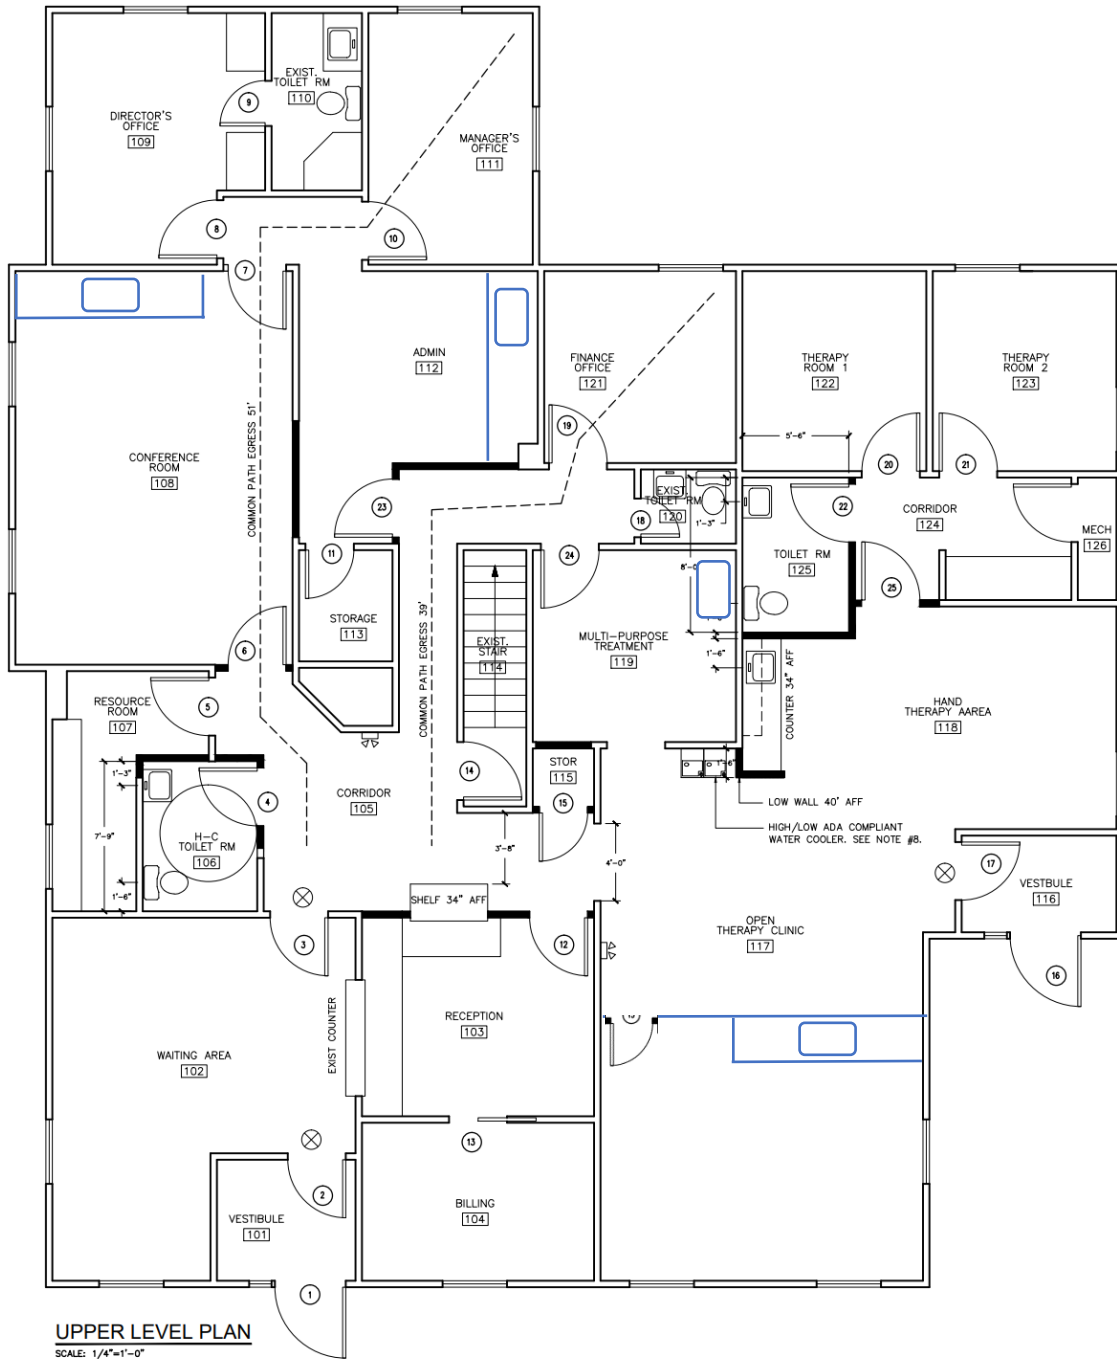 EXIST.
TOILET RM
110
9
DIRECTOR'S
OFFICE
109
MANAGER'S
OFFICE
111
8
10
7
ADMIN
112
FINANCE
OFFICE
121
THERAPY
ROOM 1
122
THERAPY
ROOM 2
123
COMMON PATH EGRESS 51'
19
5'-6"
20
21
CONFERENCE
ROOM
108
23
EXIST.
TOILET RM
120
18
1'-3"
22
CORRIDOR
124
MECH
126
11
24
8'-0
TOILET RM
125
25
STORAGE
113
COMMON PATH EGRESS 39'
EXIST.
STAIR
114
MULTI-PURPOSE
TREATMENT
119
1'-6"
COUNTER 34" AFF
HAND
THERAPY AAREA
118
6
RESOURCE
ROOM
107
5
14
STOR
115
15
1'-6"
1'-3"
4
CORRIDOR
105
LOW WALL 40' AFF
HIGH/LOW ADA COMPLIANT
WATER COOLER. SEE NOTE #8.
7'-9"
H-C
TOILET RM
106
3'-8"
4'-0"
17
VESTBULE
116
1'-6"
SHELF 34" AFF
3
12
OPEN
THERAPY CLINIC
117
16
EXIST COUNTER
RECEPTION
103
WAITING AREA
102
13
2
VESTIBULE
101
BILLING
104
1
UPPER LEVEL PLAN
SCALE: 1/4"=1'-0"